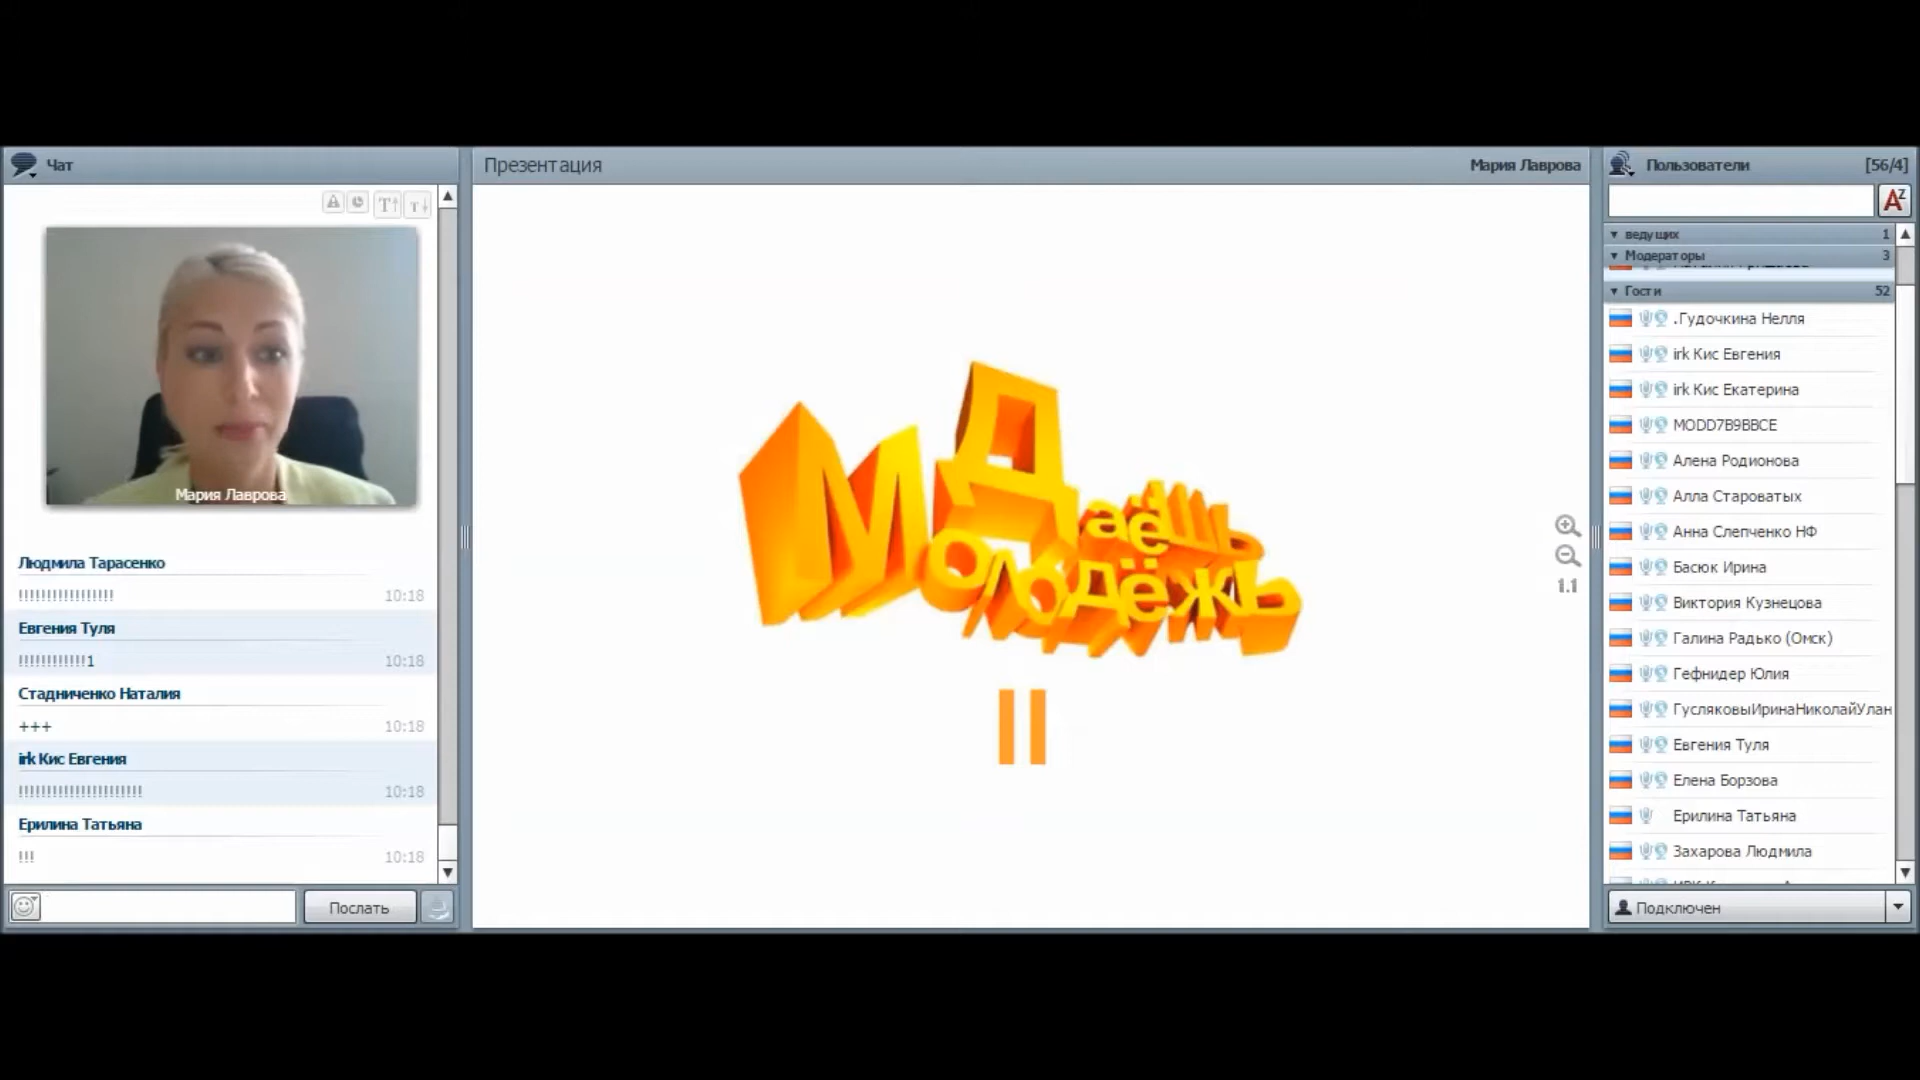 Чат
Мария Лаврова
Людмила Тарасенко
!!!!!!!!!!!!!!!!! 10:18
Евгения Туля
!!!!!!!!!!!!1 10:18
Стадниченко Наталия
+++ 10:18
irk Кис Евгения
!!!!!!!!!!!!!!!!!!!!!! 10:18
Ерилина Татьяна
!!! 10:18
Послать
Презентация Мария Лаврова
Даёшь
Молодёжь
II
1.1
Пользователи [56/4]
AZ
ведущих 1
Модераторы 3
Гости 52
.Гудочкина Нелля
irk Кис Евгения
irk Кис Екатерина
MODD7B9BBCE
Алена Родионова
Алла Староватых
Анна Слепченко НФ
Басюк Ирина
Виктория Кузнецова
Галина Радько (Омск)
Гефнидер Юлия
ГусляковыИринаНиколайУлан
Евгения Туля
Елена Борзова
Ерилина Татьяна
Захарова Людмила
Подключен